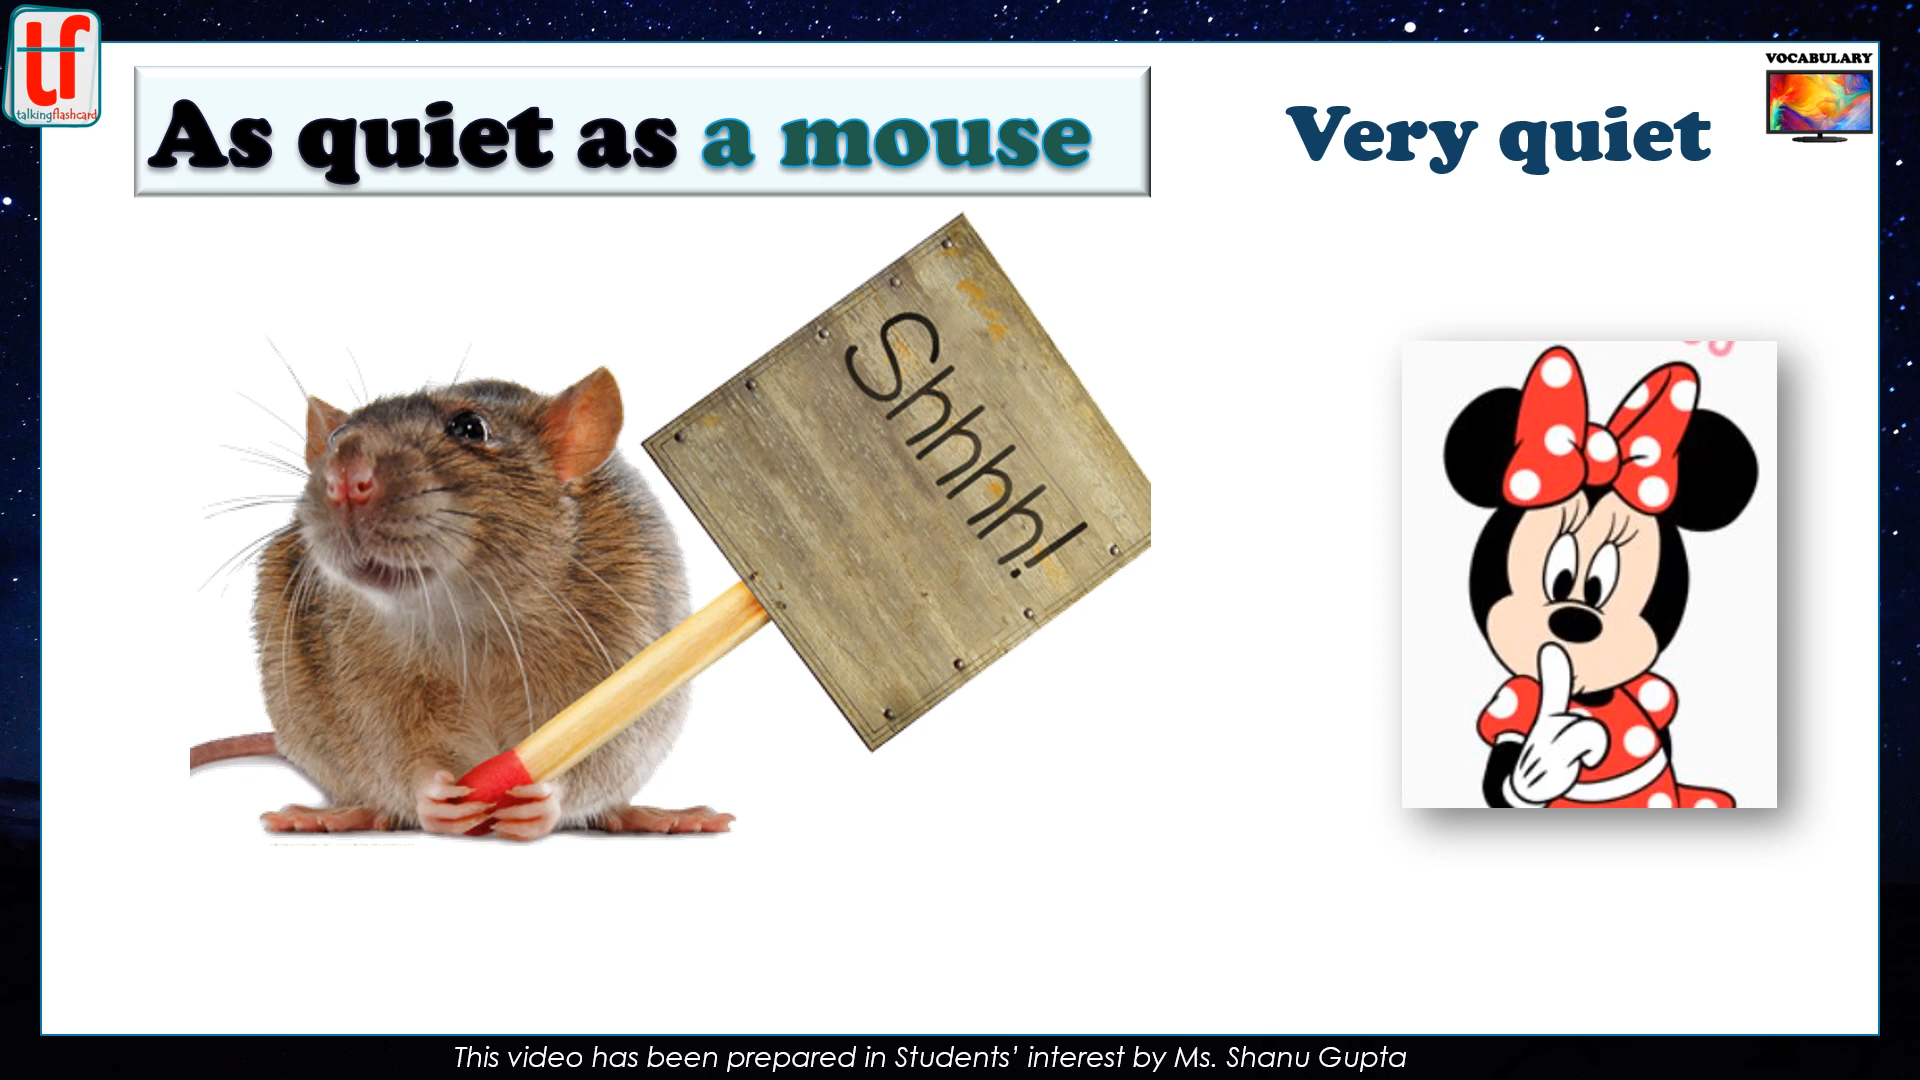 tf
talkingflashcard
VOCABULARY
As quiet as a mouse
Very quiet
Shhhh!
This video has been prepared in Students’ interest by Ms. Shanu Gupta